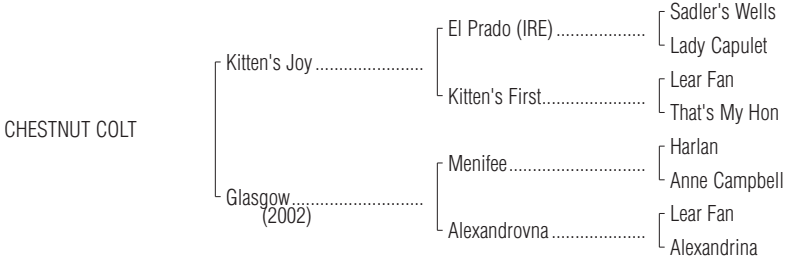 Sadler's Wells
El Prado (IRE) ....................
Lady Capulet
Kitten's Joy .......................
Lear Fan
Kitten's First......................
That's My Hon
CHESTNUT COLT
Harlan
Menifee.............................
Anne Campbell
Glasgow............................
(2002)
Lear Fan
Alexandrovna ....................
Alexandrina